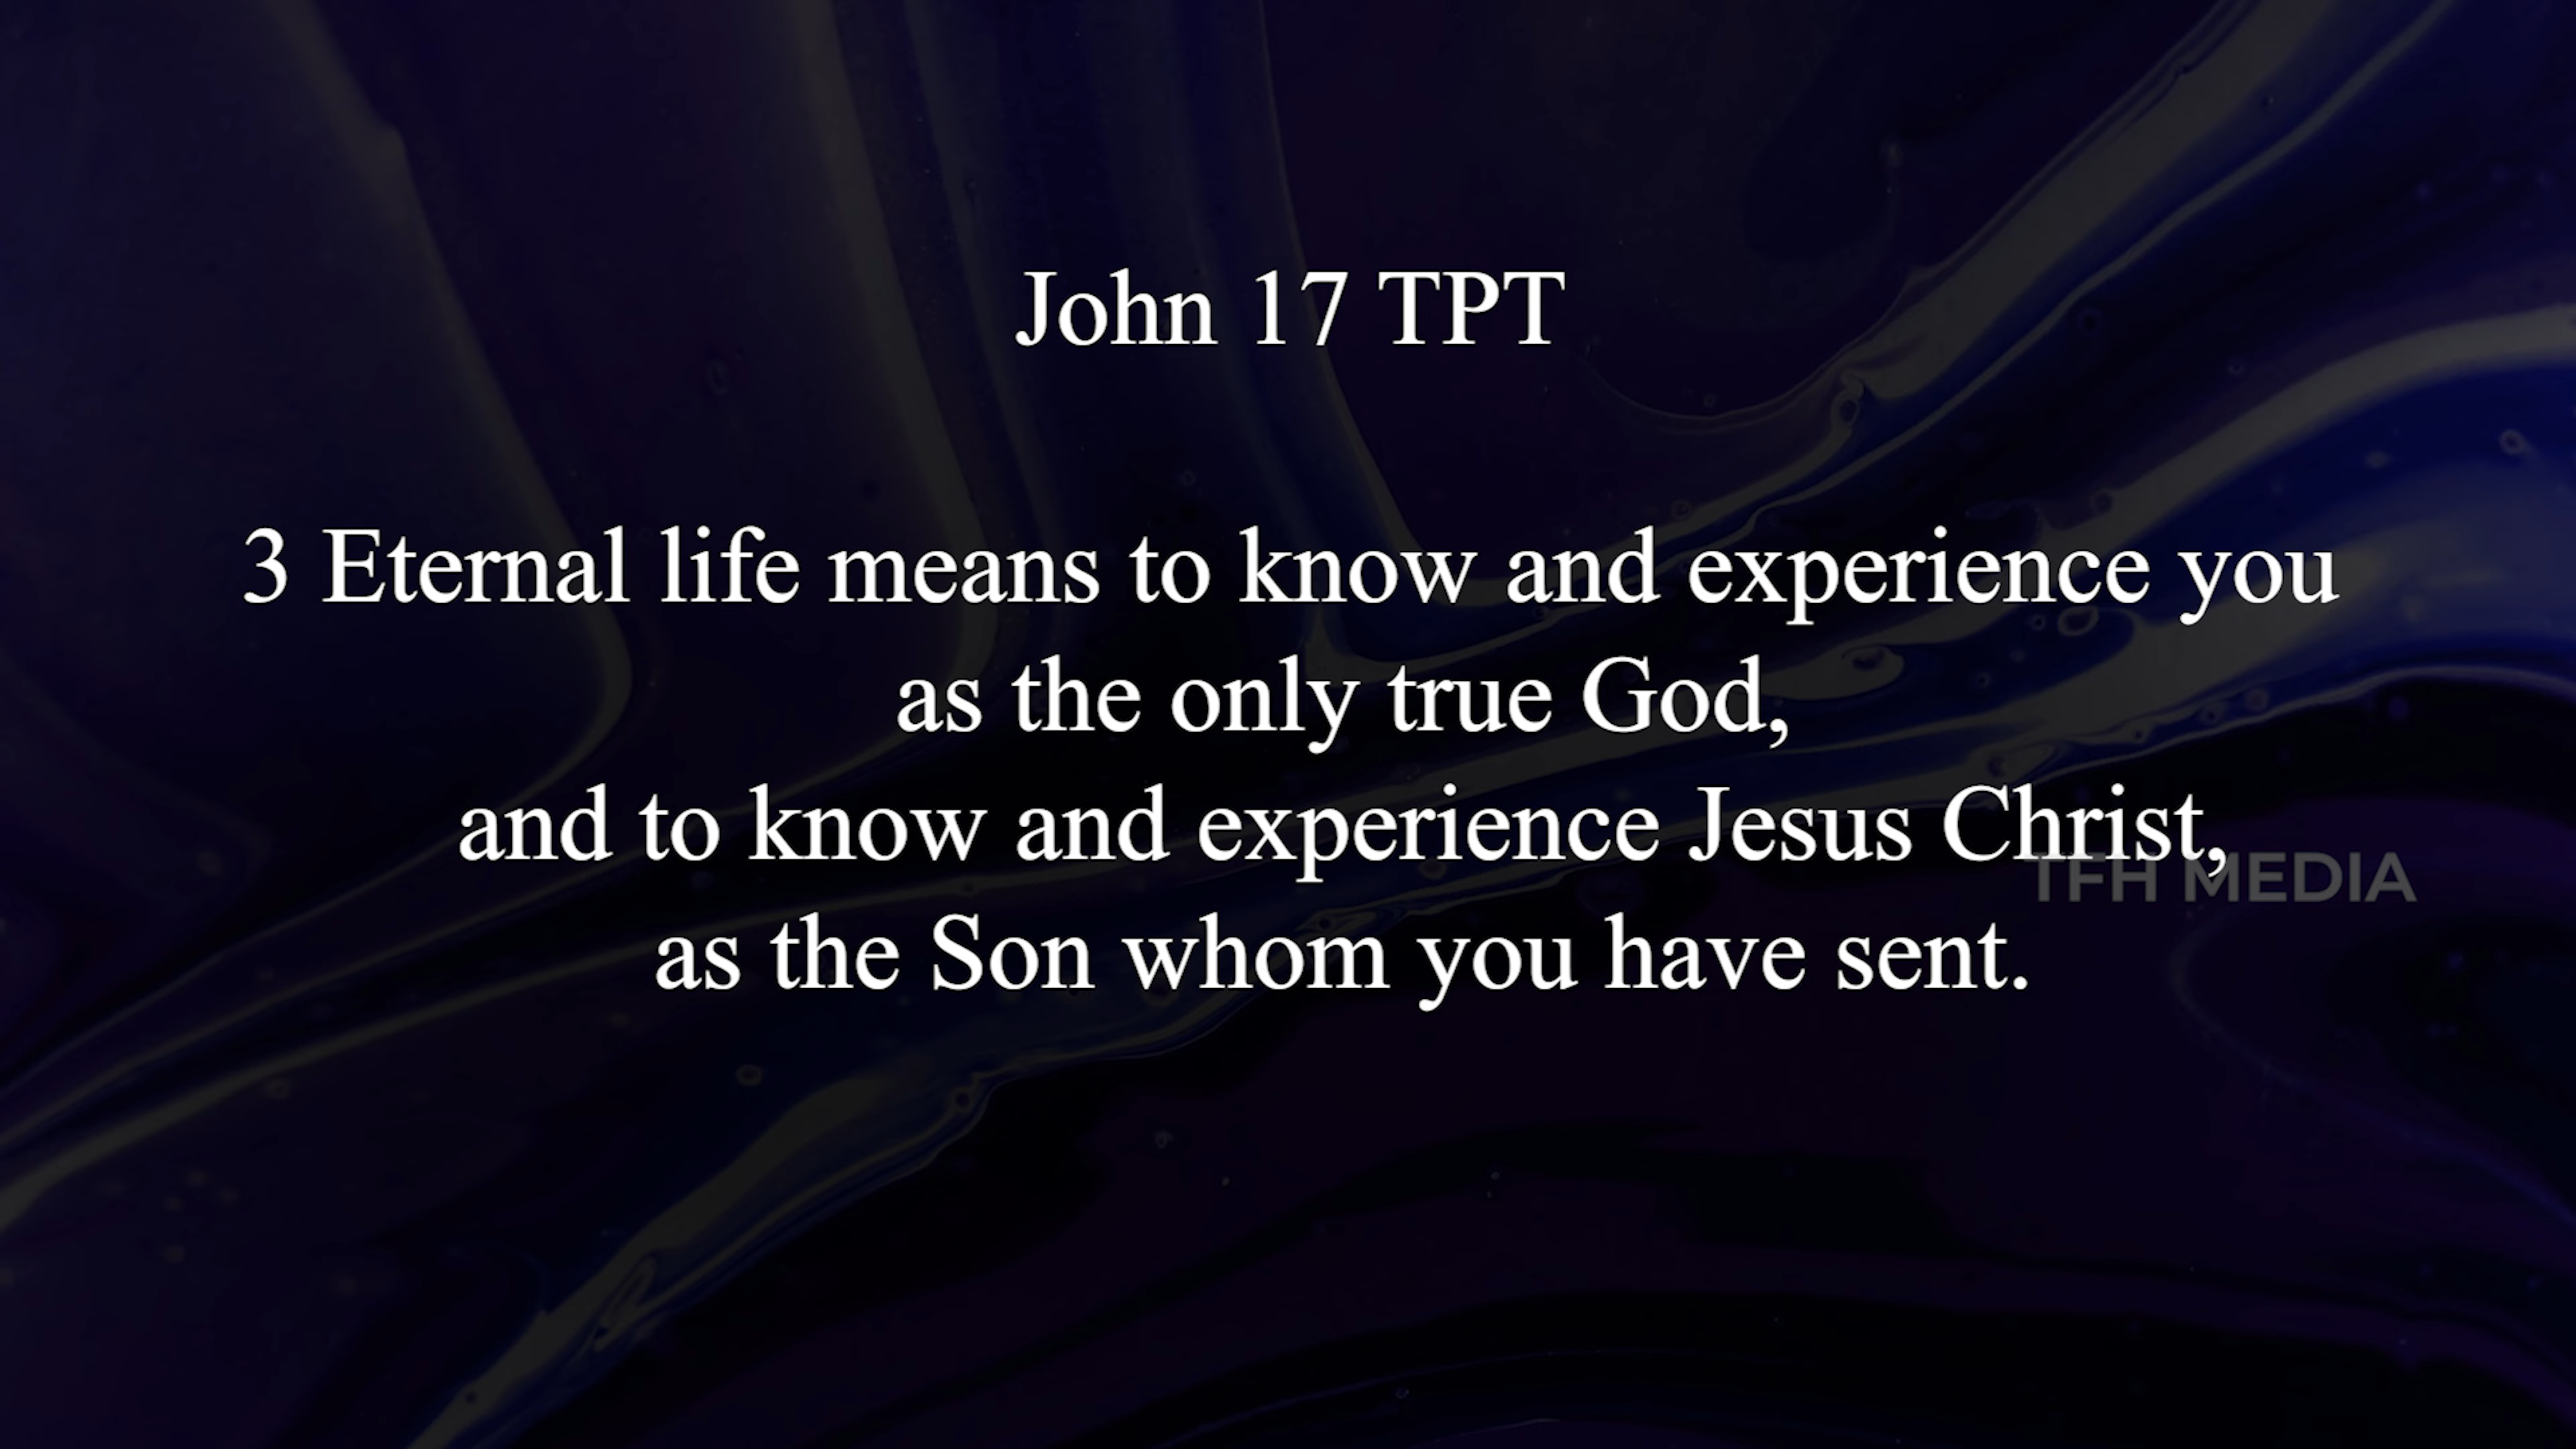 John 17 TPT
3 Eternal life means to know and experience you
as the only true God,
and to know and experience Jesus Christ,
TFH MEDIA
as the Son whom you have sent.